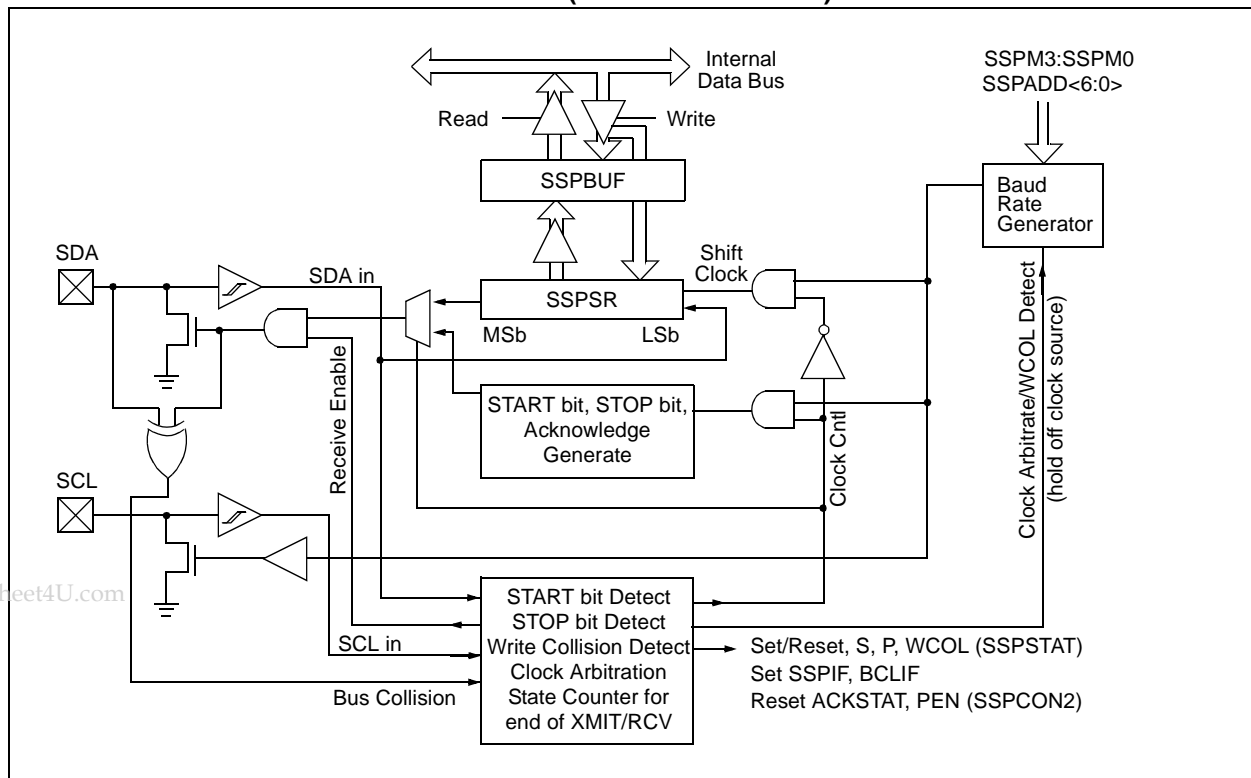 Internal
Data Bus
SSPM3:SSPM0
SSPADD<6:0>
Read
Write
SSPBUF
Baud
Rate
Generator
SDA
SDA in
Shift
Clock
SSPSR
MSb
LSb
START bit, STOP bit,
Acknowledge
Generate
Receive Enable
Clock Cntl
Clock Arbitrate/WCOL Detect
(hold off clock source)
SCL
SCL in
Bus Collision
START bit Detect
STOP bit Detect
Write Collision Detect
Clock Arbitration
State Counter for
end of XMIT/RCV
Set/Reset, S, P, WCOL (SSPSTAT)
Set SSPIF, BCLIF
Reset ACKSTAT, PEN (SSPCON2)
heet4U.com